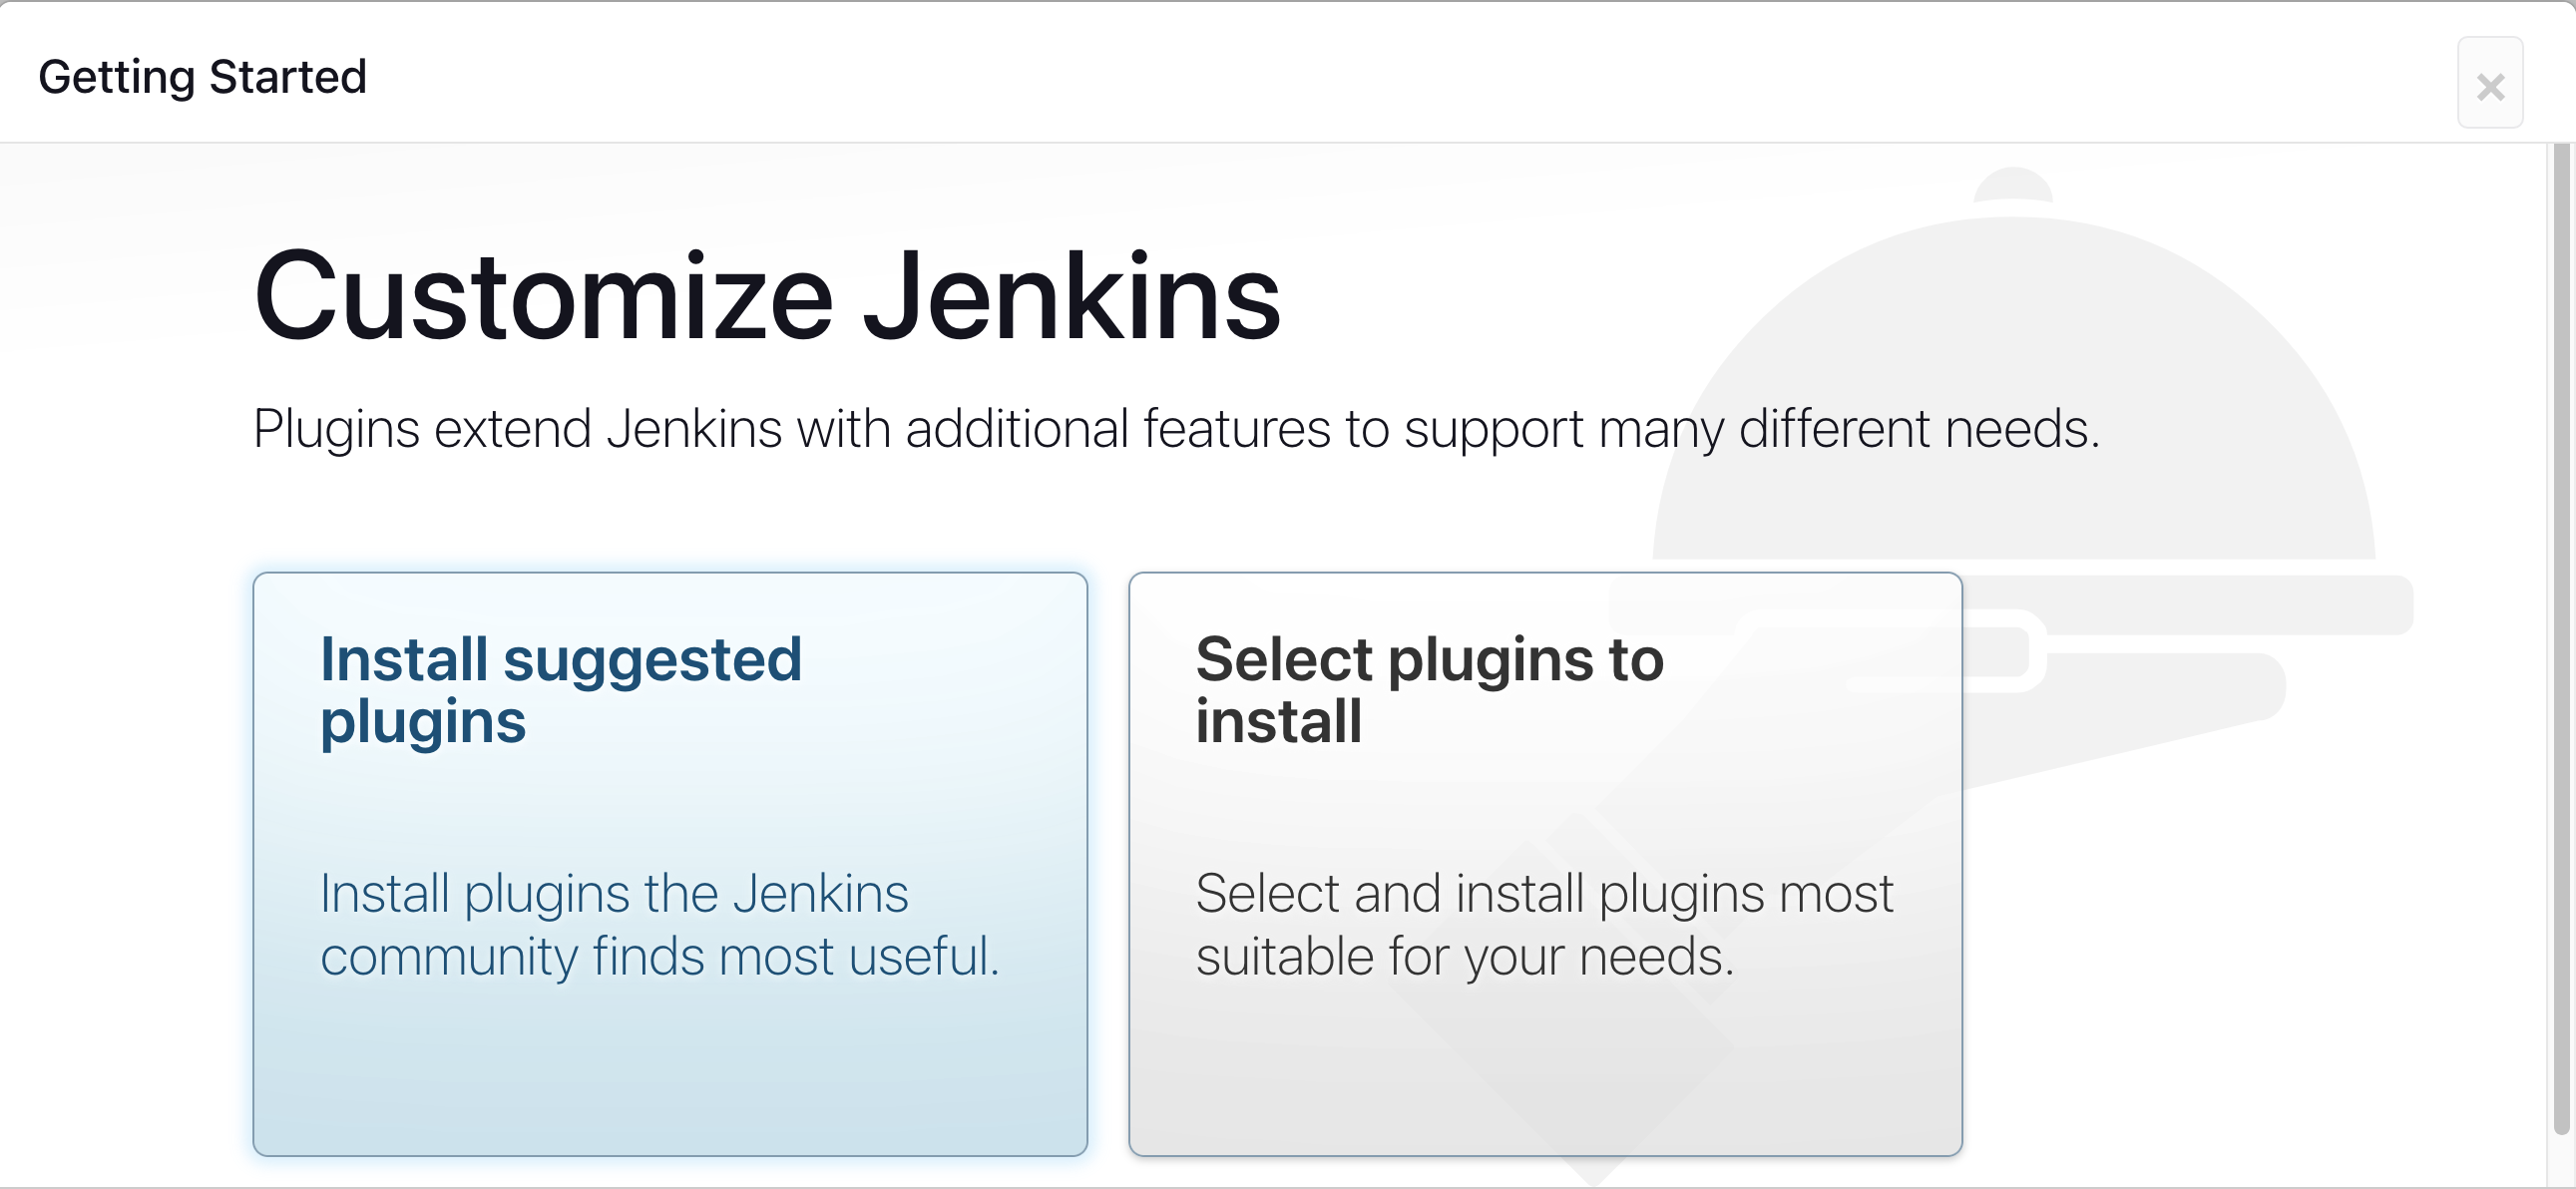 Getting Started
×
Customize Jenkins
Plugins extend Jenkins with additional features to support many different needs.
Install suggested
plugins
Install plugins the Jenkins
community finds most useful.
Select plugins to
install
Select and install plugins most
suitable for your needs.